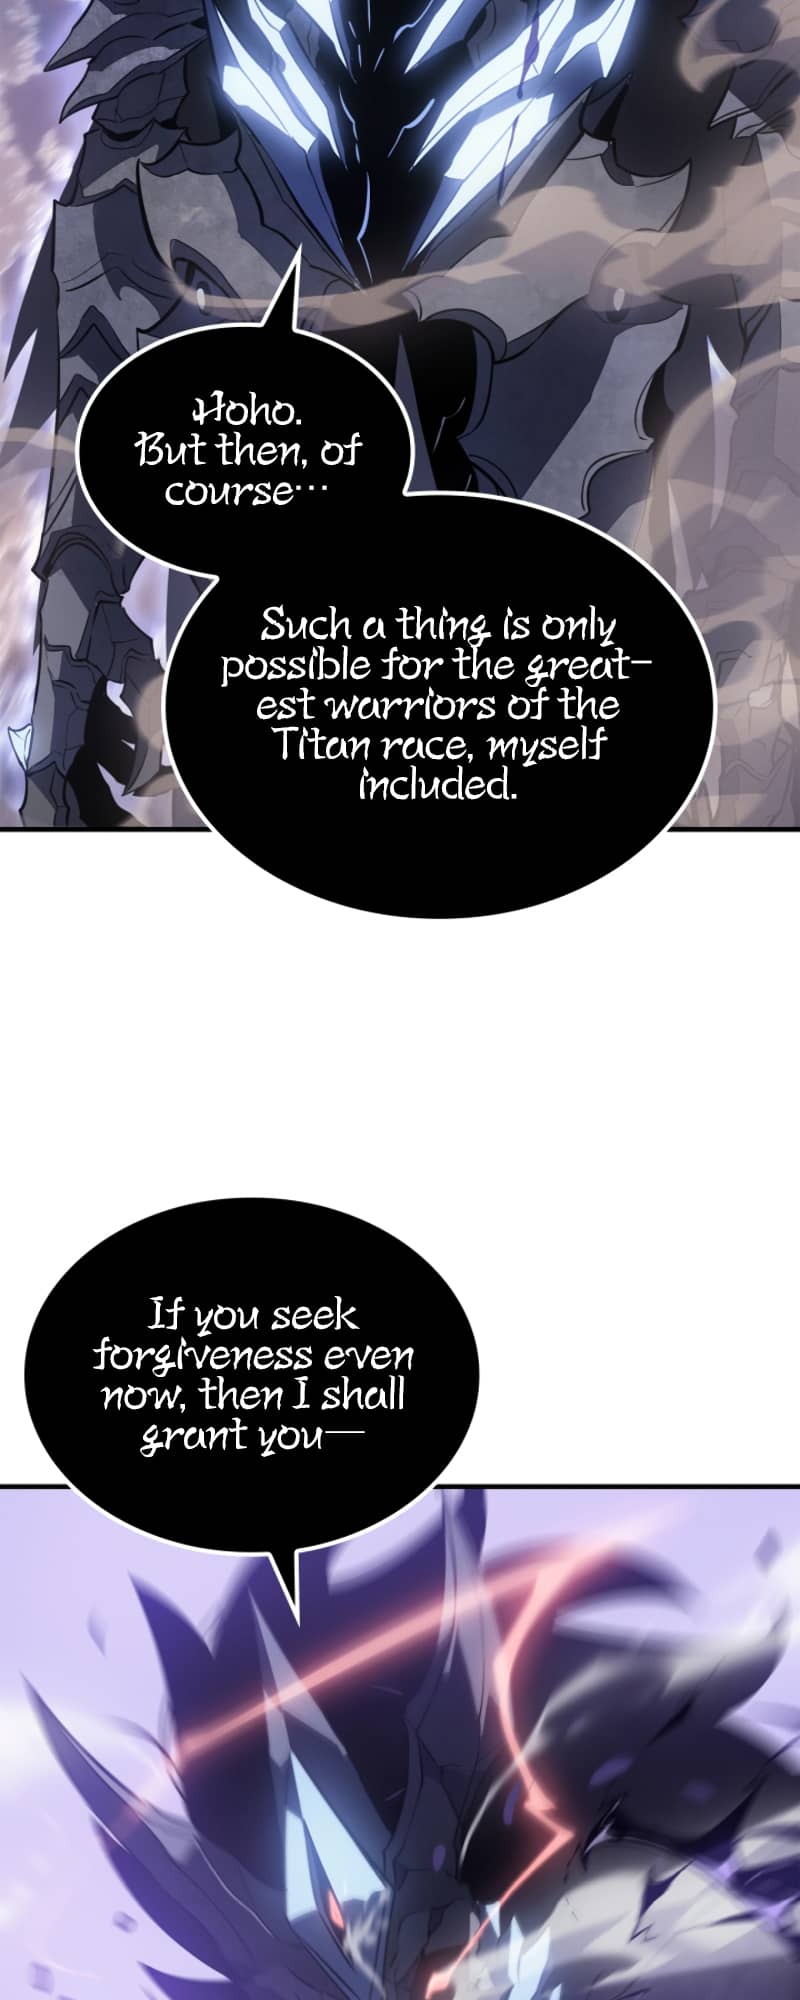 Hoho.
But then, of
course…
Such a thing is only
possible for the great-
est warriors of the
Titan race, myself
included.
If you seek
forgiveness even
now, then I shall
grant you—